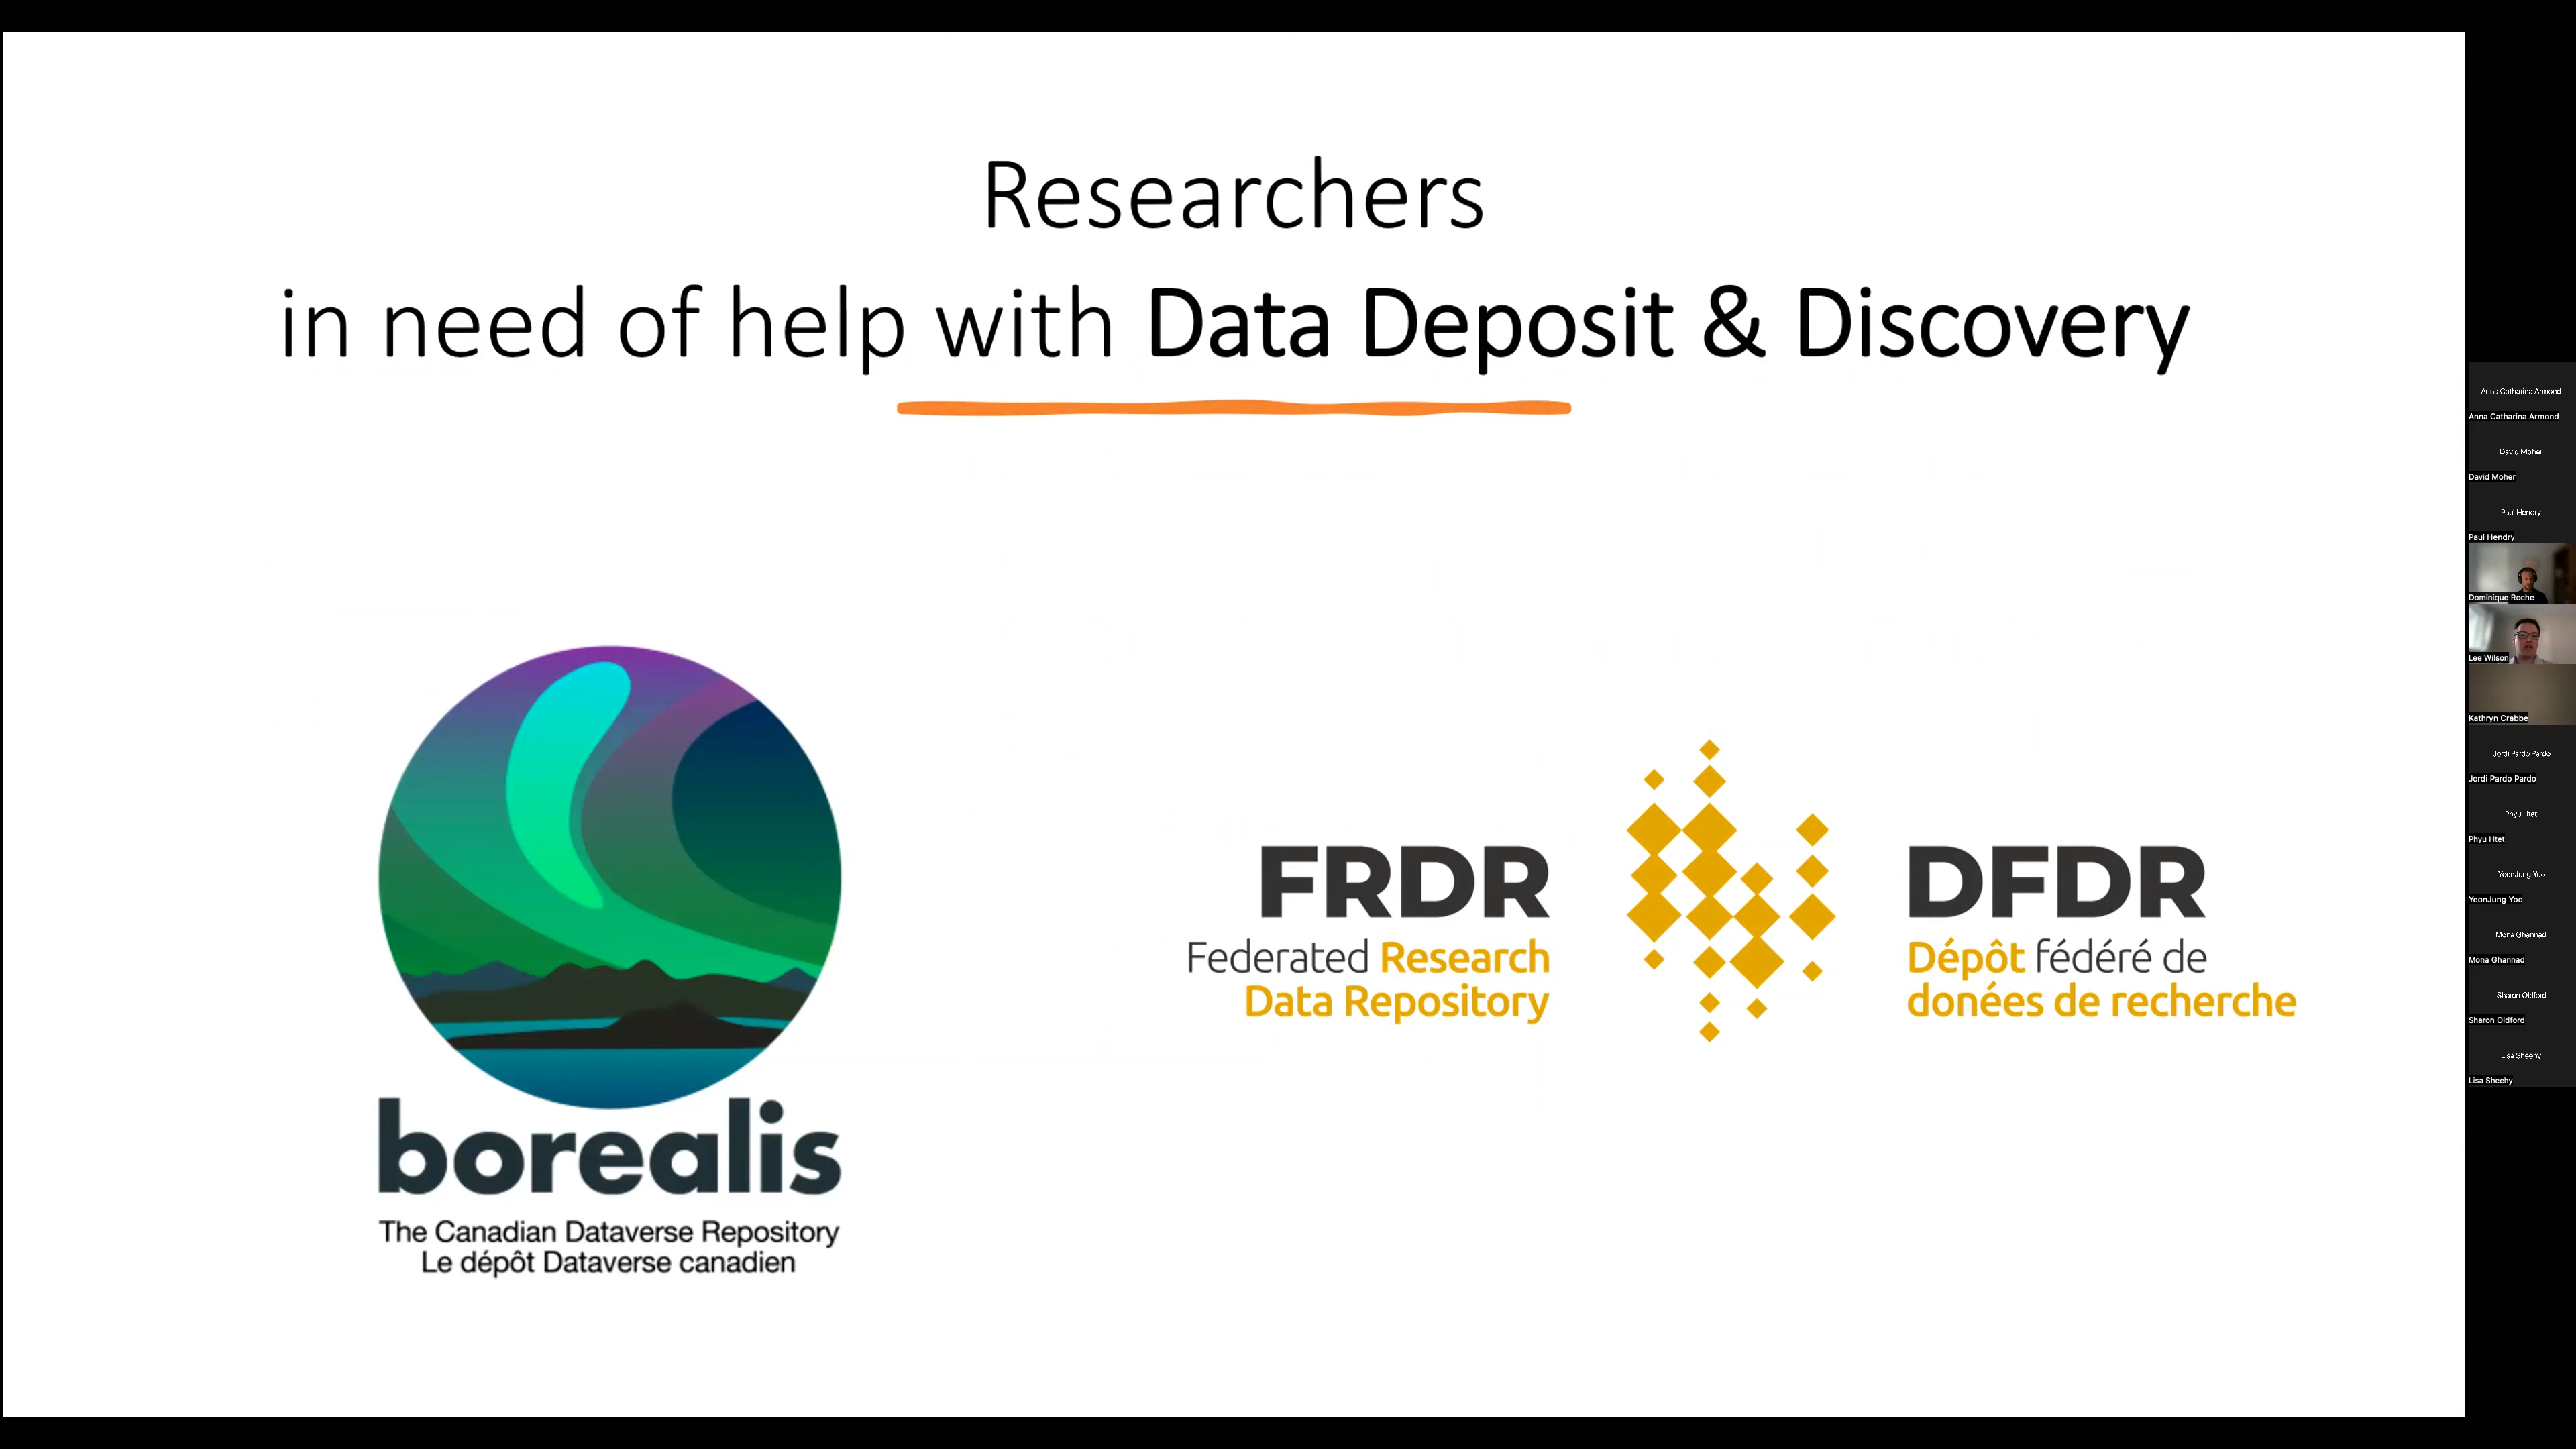 Researchers
in need of help with Data Deposit & Discovery
borealis
The Canadian Dataverse Repository
Le dépôt Dataverse canadien
FRDR
Federated Research
Data Repository
DFDR
Dépôt fédéré de
donées de recherche
Anna Catharina Armond
Anna Catharina Armond
David Moher
David Moher
Paul Hendry
Paul Hendry
Dominique Roche
Lee Wilson
Kathryn Crabbe
Jordi Pardo Pardo
Jordi Pardo Pardo
Phyu Htet
Phyu Htet
YeonJung Yoo
YeonJung Yoo
Mona Ghannad
Mona Ghannad
Sharon Oldford
Sharon Oldford
Lisa Sheehy
Lisa Sheehy